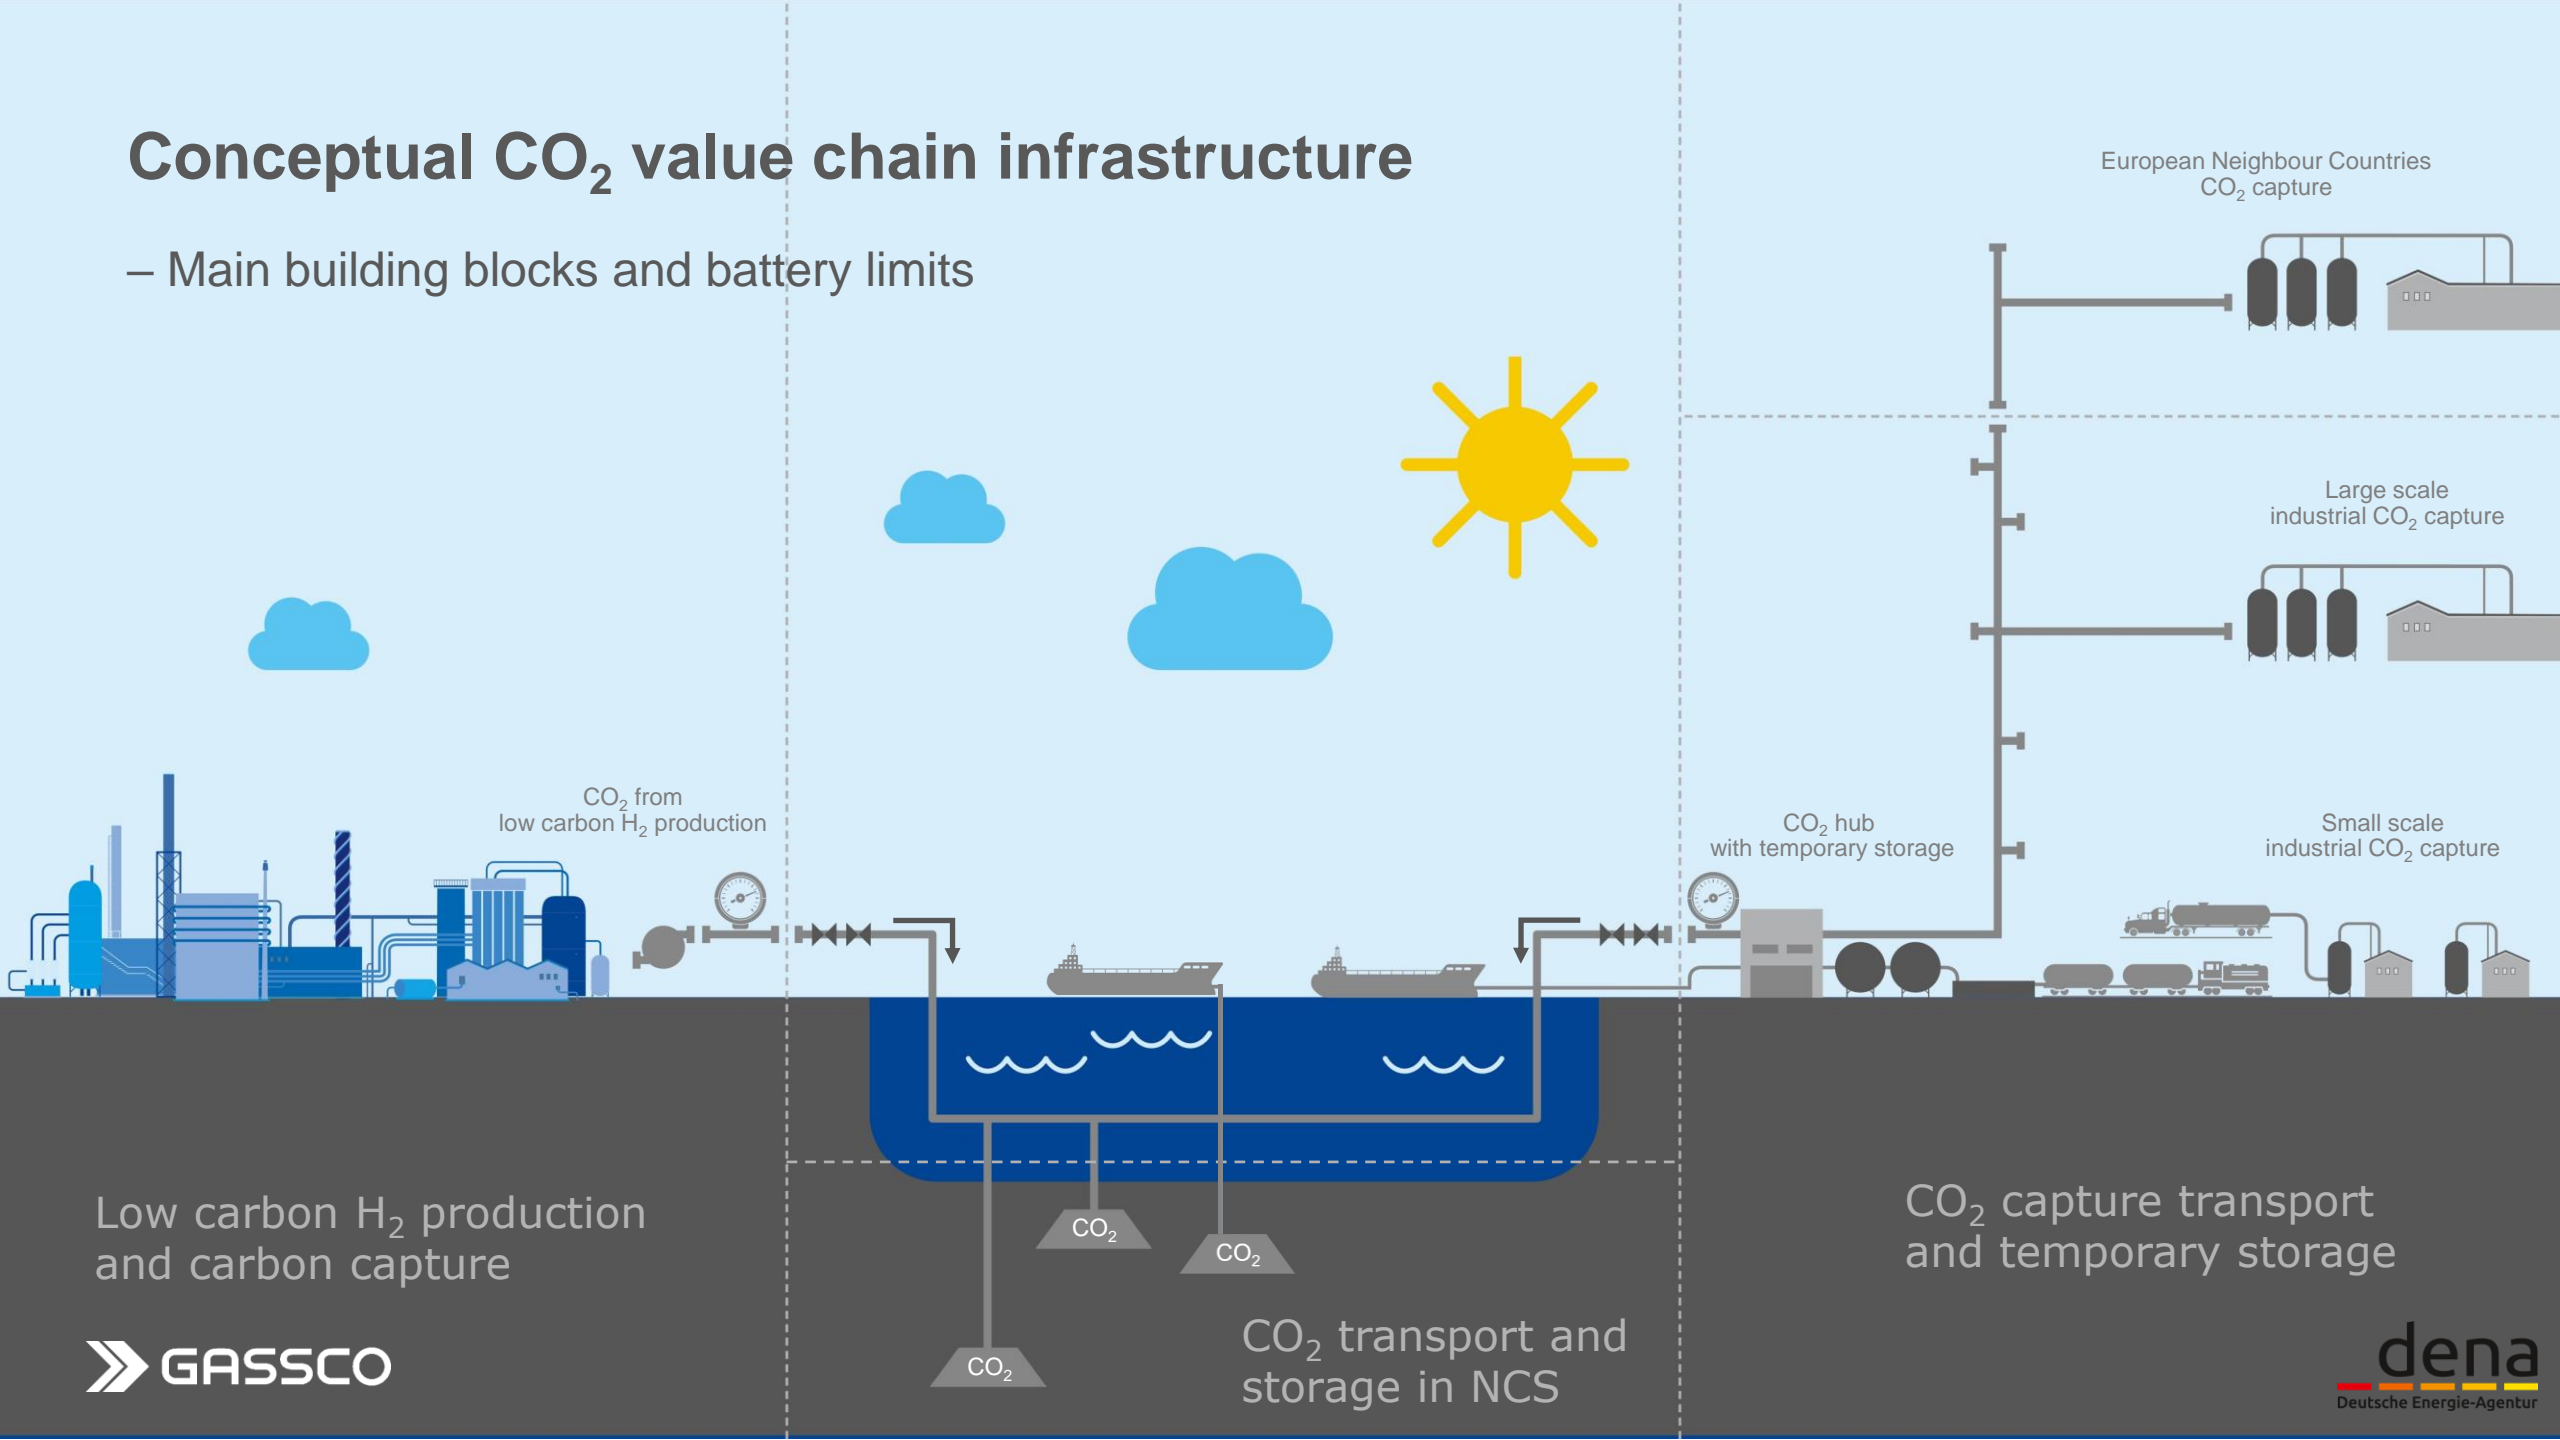 Conceptual CO₂ value chain infrastructure
– Main building blocks and battery limits
European Neighbour Countries
CO₂ capture
Large scale
industrial CO₂ capture
CO₂ from
low carbon H₂ production
CO₂ hub
with temporary storage
Small scale
industrial CO₂ capture
Low carbon H₂ production
and carbon capture
CO₂
CO₂
CO₂
CO₂ transport and
storage in NCS
CO₂ capture transport
and temporary storage
GASSCO
dena
Deutsche Energie-Agentur